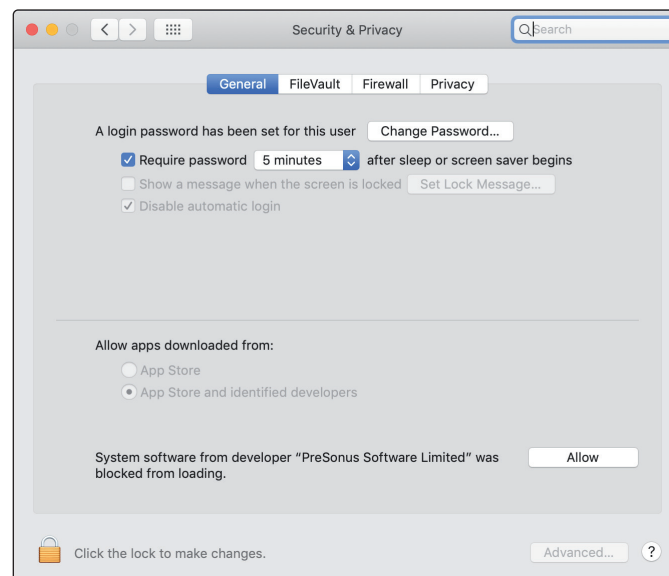 Security & Privacy
Search
General FileVault Firewall Privacy
A login password has been set for this user Change Password...
Require password 5 minutes after sleep or screen saver begins
Show a message when the screen is locked Set Lock Message...
Disable automatic login
Allow apps downloaded from:
App Store
App Store and identified developers
System software from developer “PreSonus Software Limited” was
blocked from loading.
Allow
Click the lock to make changes.
Advanced... ?